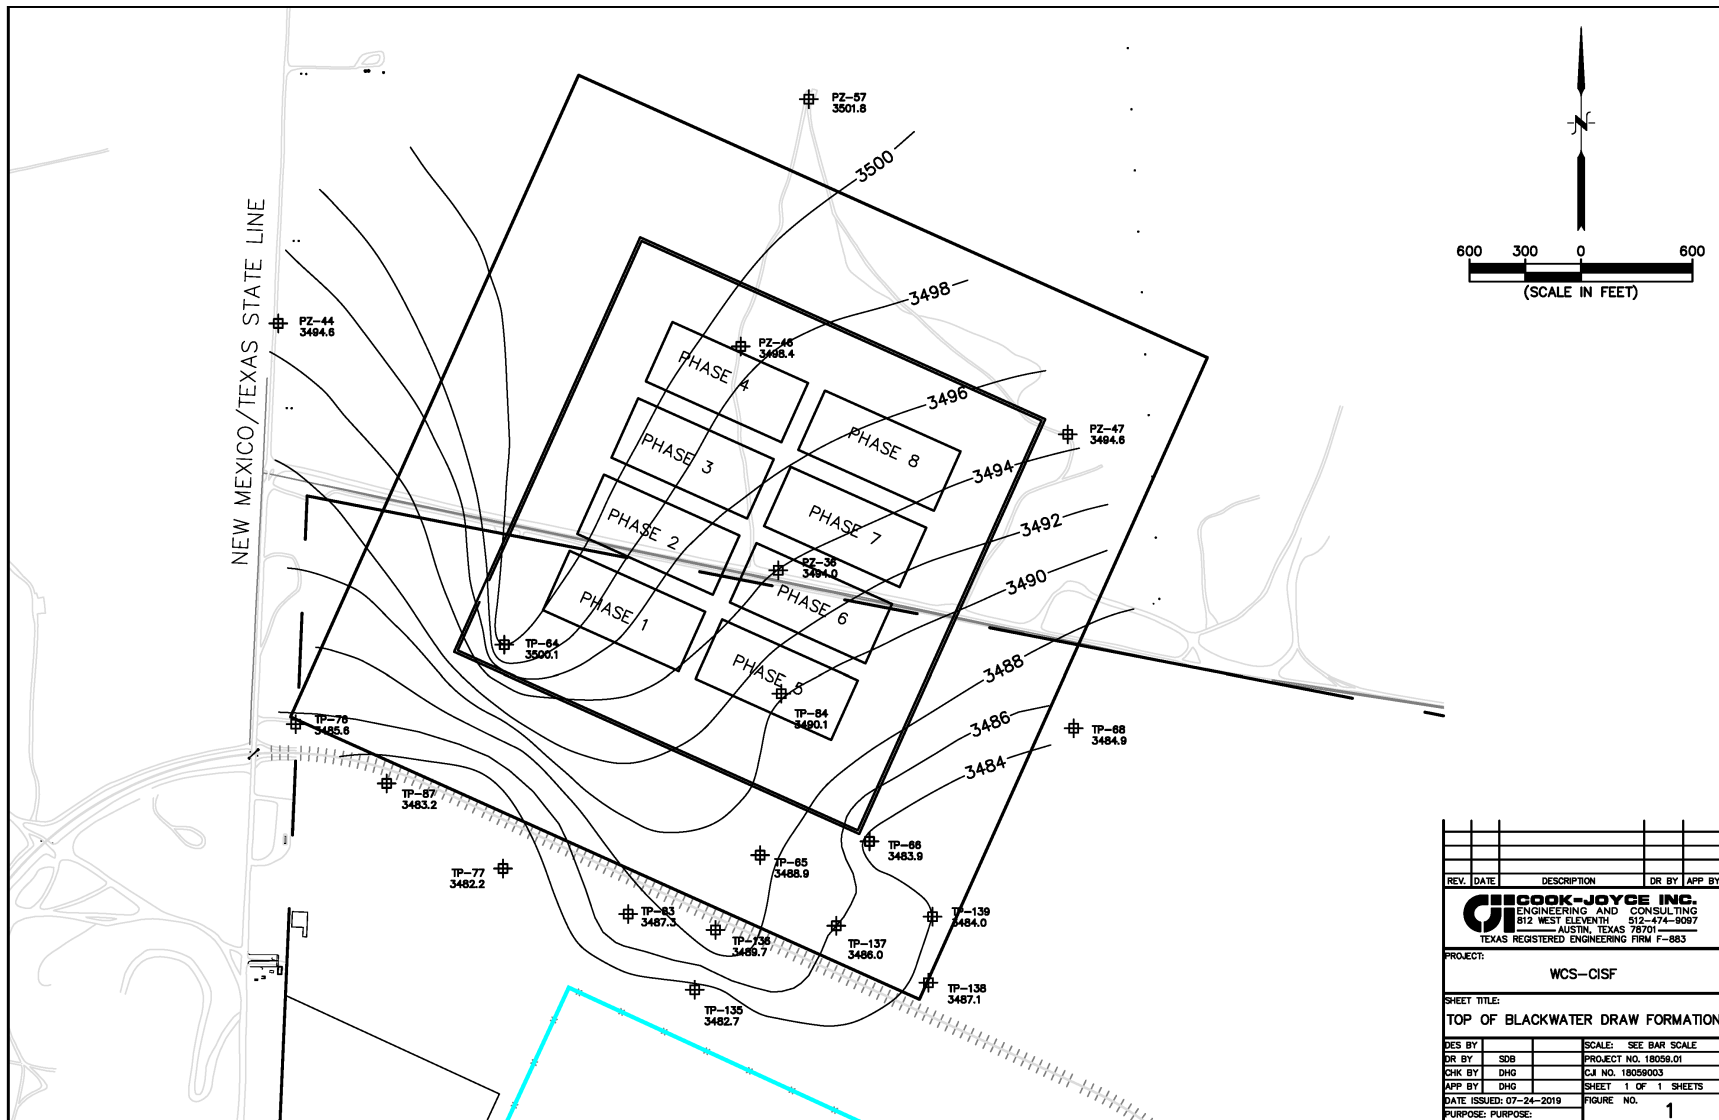 PZ-57
3501.8
3500
NEW MEXICO/TEXAS STATE LINE
600 300 0 600
(SCALE IN FEET)
3498
PZ-44
3494.6
PZ-46
3498.4
PHASE 4
3496
PZ-47
3494.6
PHASE 3
PHASE 8
3494
PHASE 2
PHASE 7
3492
PZ-36
3494.0
3490
PHASE 1
PHASE 6
TP-64
3500.1
PHASE 5
3488
TP-84
3490.1
TP-76
3485.6
3486
TP-68
3484.9
3484
TP-87
3483.2
TP-66
3483.9
TP-65
3488.9
TP-77
3482.2
TP-83
3487.3
TP-136
3489.7
TP-137
3486.0
TP-139
3484.0
TP-138
3487.1
TP-135
3482.7
REV. DATE DESCRIPTION DR BY APP BY
CJI
COOK-JOYCE INC.
ENGINEERING AND CONSULTING
812 WEST ELEVENTH 512-474-9097
AUSTIN, TEXAS 78701
TEXAS REGISTERED ENGINEERING FIRM F-883
PROJECT:
WCS-CISF
SHEET TITLE:
TOP OF BLACKWATER DRAW FORMATION
DES BY SCALE: SEE BAR SCALE
DR BY SDB PROJECT NO. 18059.01
CHK BY DHG CJI NO. 18059003
APP BY DHG SHEET 1 OF 1 SHEETS
DATE ISSUED: 07-24-2019 FIGURE NO.
PURPOSE: PURPOSE: 1